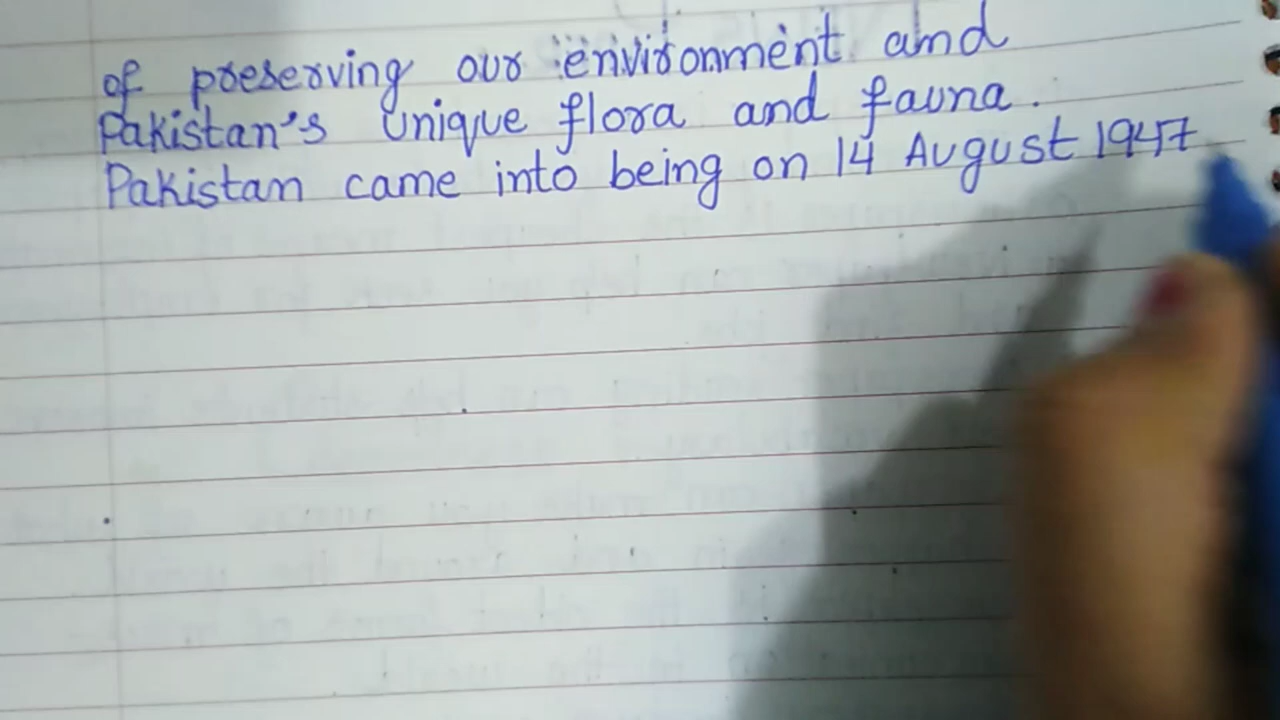 of preserving our environment and
Pakistan's unique flora and fauna.
Pakistan came into being on 14 August 1947